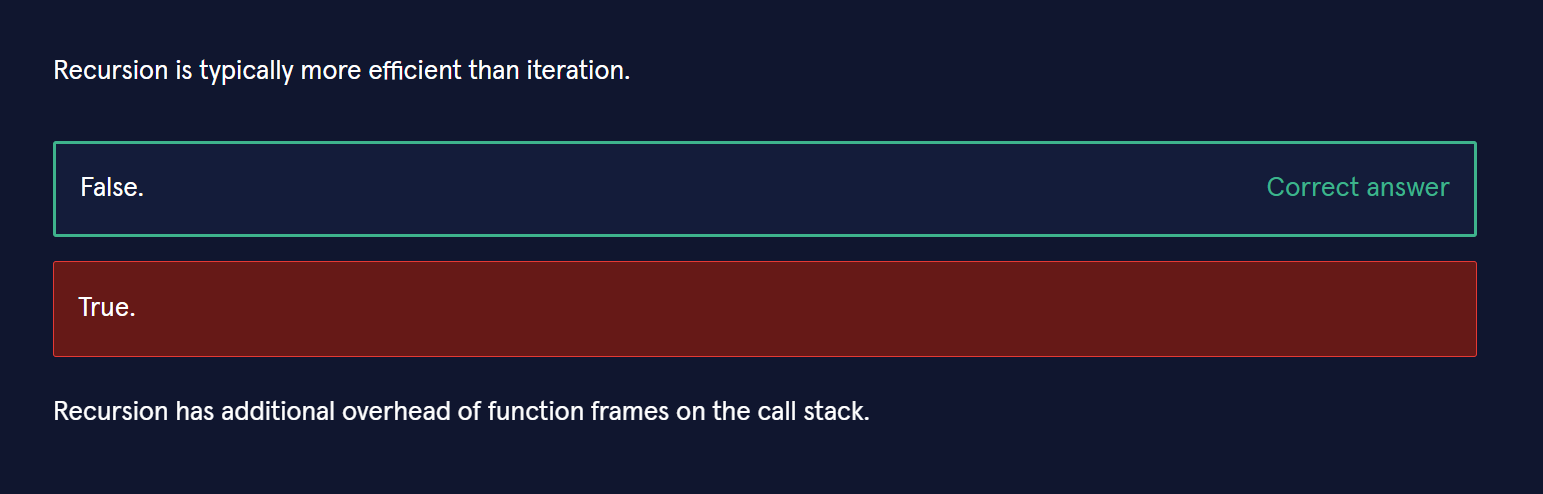 Recursion is typically more efficient than iteration.
False.
Correct answer
True.
Recursion has additional overhead of function frames on the call stack.